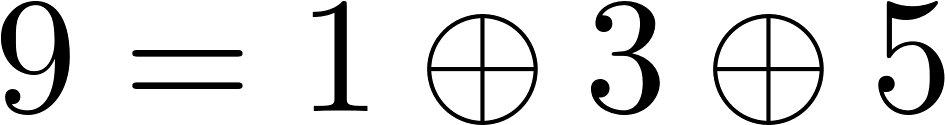 9 = 1 ⊕ 3 ⊕ 5